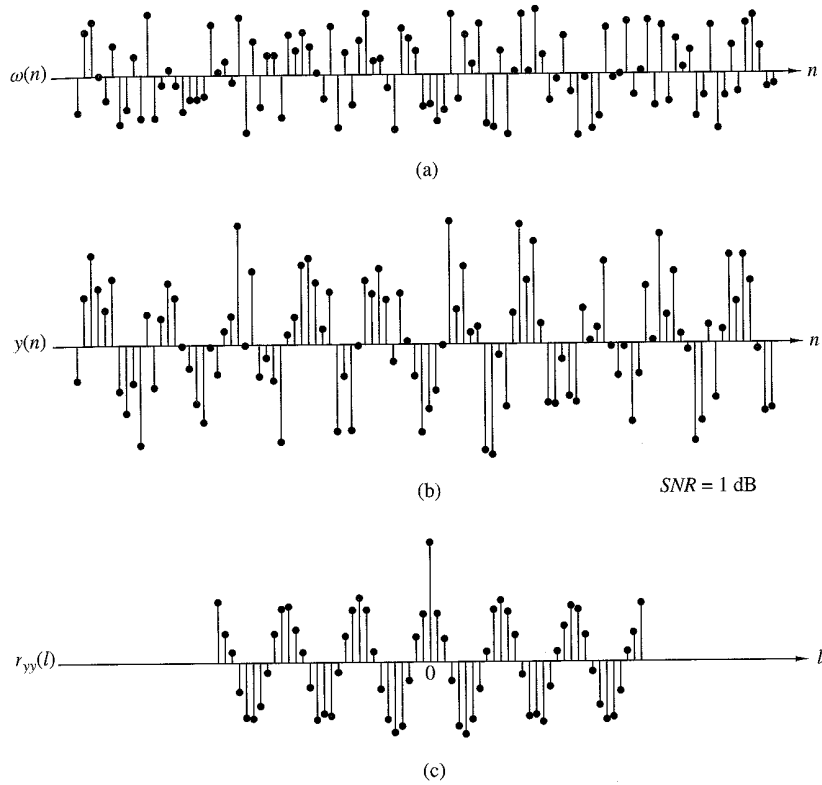 ω(n)
n
(a)
y(n)
n
(b)
SNR = 1 dB
r_yy(l)
0
l
(c)